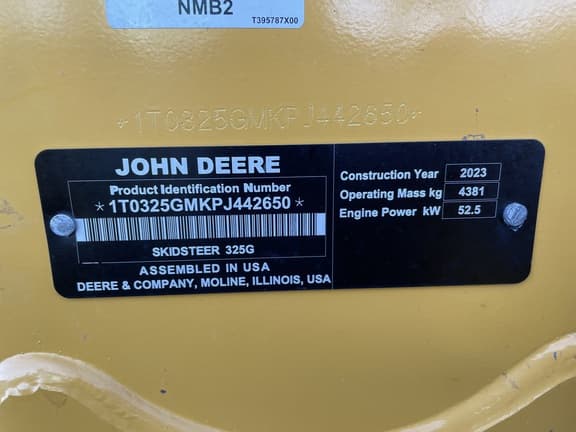 NMB2
T395787X00
*1T0325GMKPJ442650*
JOHN DEERE
Product Identification Number
*1T0325GMKPJ442650*
SKIDSTEER 325G
ASSEMBLED IN USA
DEERE & COMPANY, MOLINE, ILLINOIS, USA
Construction Year 2023
Operating Mass kg 4381
Engine Power kW 52.5